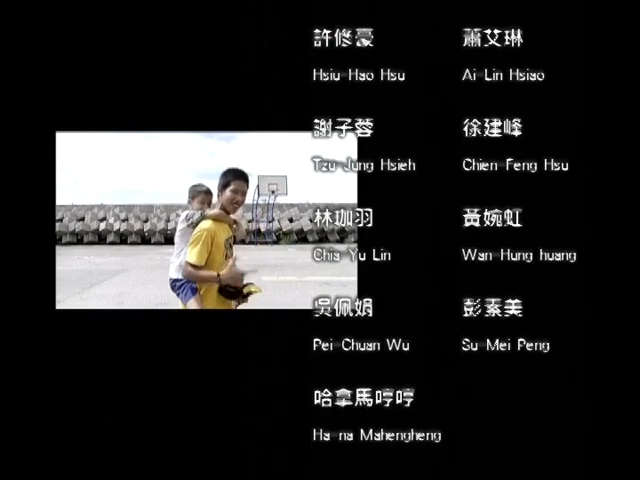 許修豪
Hsiu-Hao Hsu
蕭艾琳
Ai-Lin Hsiao
謝子蓉
Tzu-Jung Hsieh
徐建峰
Chien-Feng Hsu
林珈羽
Chia-Yu Lin
黃婉虹
Wan-Hung huang
吳佩娟
Pei-Chuan Wu
彭素美
Su-Mei Peng
哈拿馬哼哼
Ha-na Mahengheng